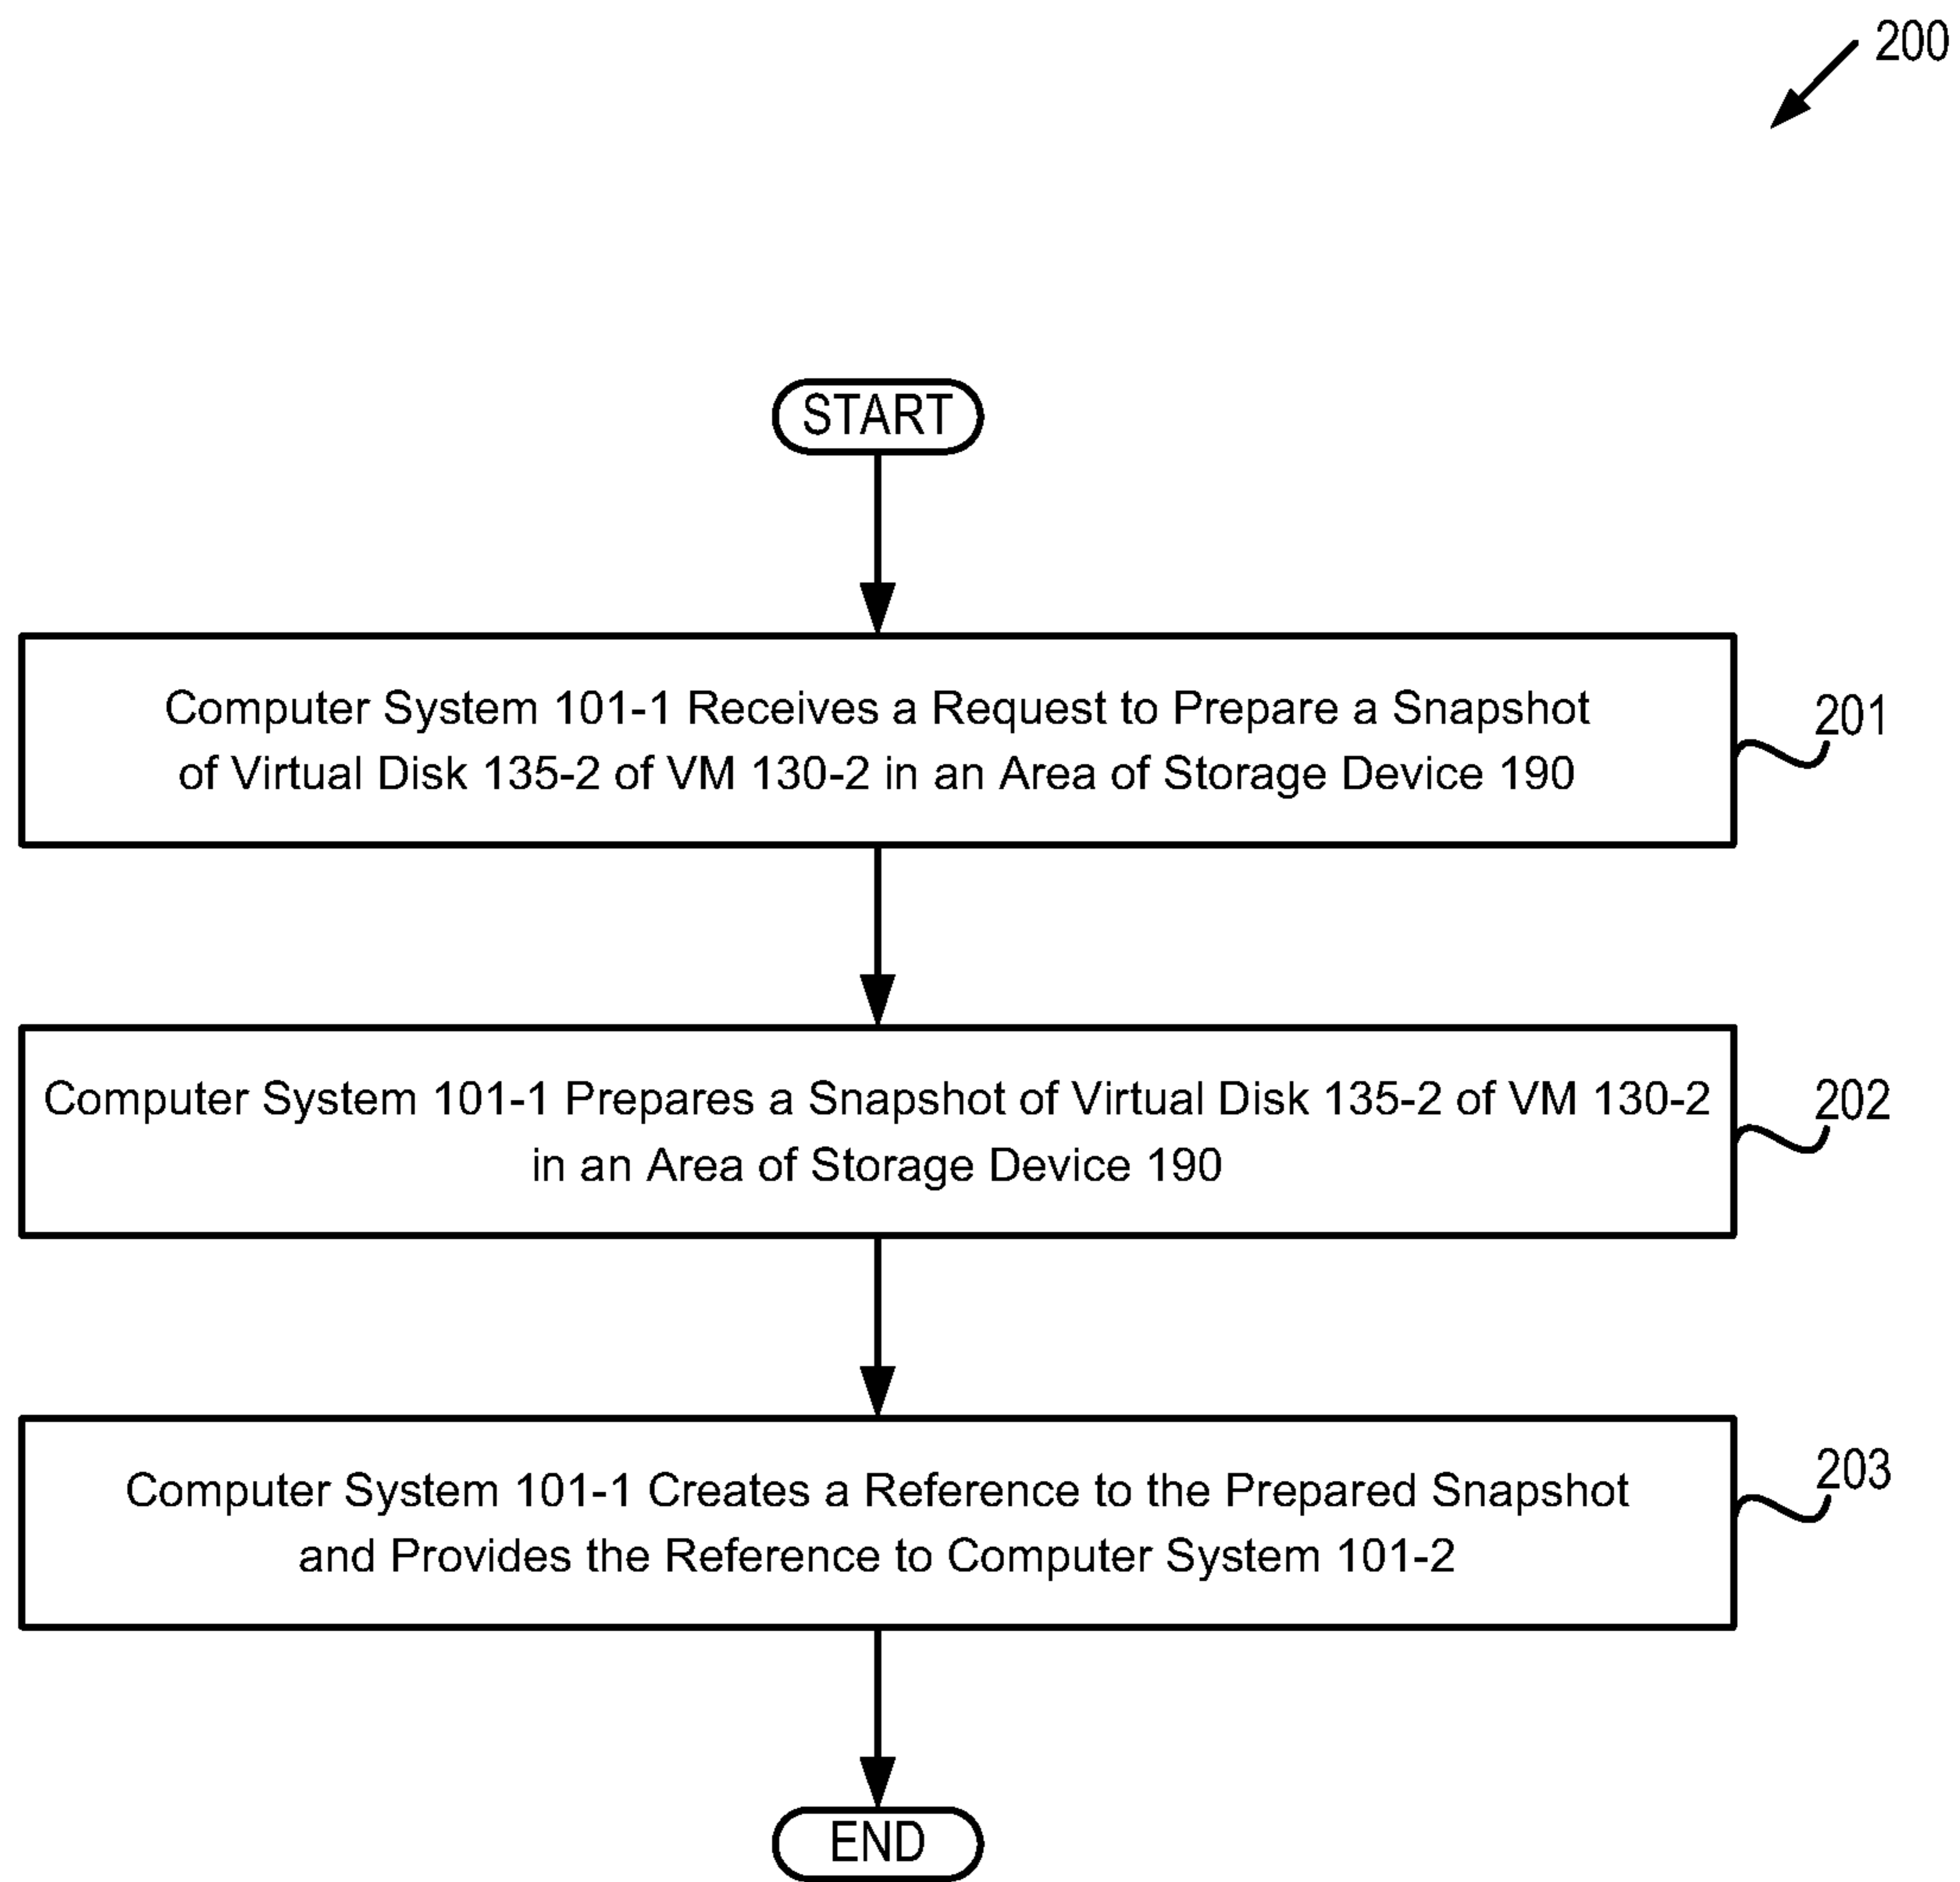 200
START
Computer System 101-1 Receives a Request to Prepare a Snapshot
of Virtual Disk 135-2 of VM 130-2 in an Area of Storage Device 190
201
Computer System 101-1 Prepares a Snapshot of Virtual Disk 135-2 of VM 130-2
in an Area of Storage Device 190
202
Computer System 101-1 Creates a Reference to the Prepared Snapshot
and Provides the Reference to Computer System 101-2
203
END